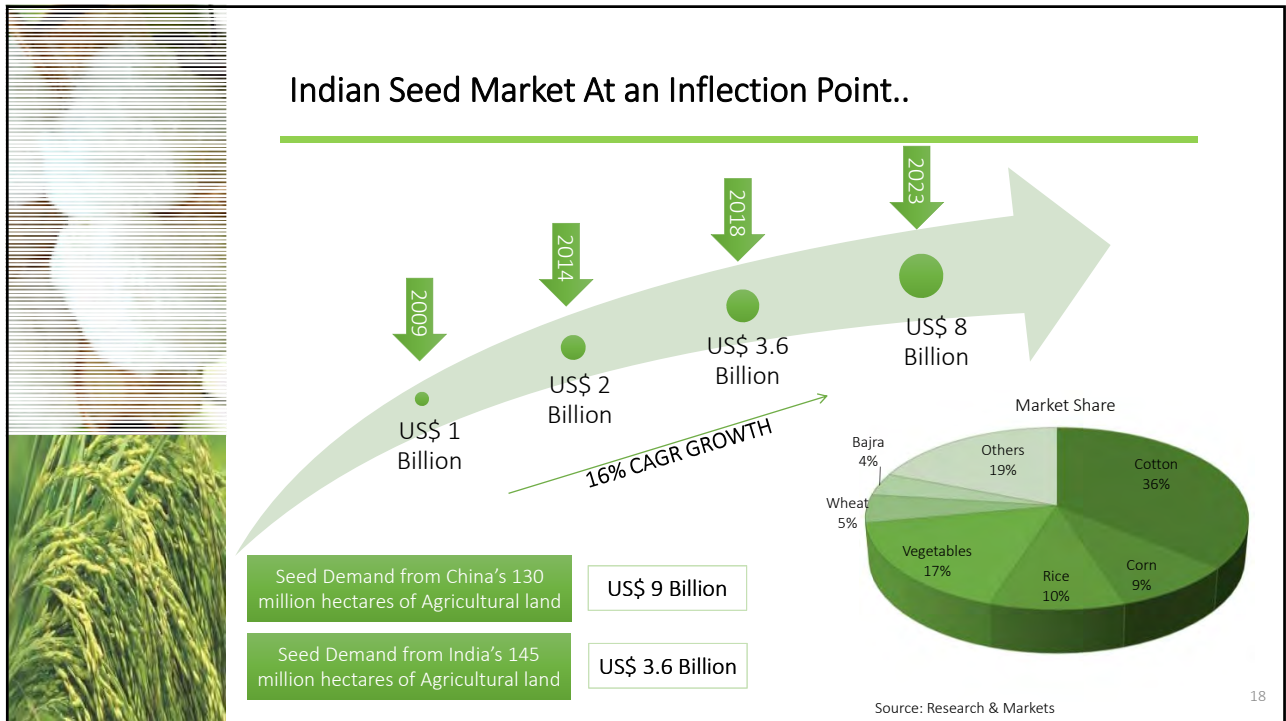 Indian Seed Market At an Inflection Point..
2009
2014
2018
2023
US$ 1
Billion
US$ 2
Billion
US$ 3.6
Billion
US$ 8
Billion
16% CAGR GROWTH
Seed Demand from China’s 130
million hectares of Agricultural land
US$ 9 Billion
Seed Demand from India’s 145
million hectares of Agricultural land
US$ 3.6 Billion
Market Share
Cotton
36%
Corn
9%
Rice
10%
Vegetables
17%
Wheat
5%
Bajra
4%
Others
19%
Source: Research & Markets
18